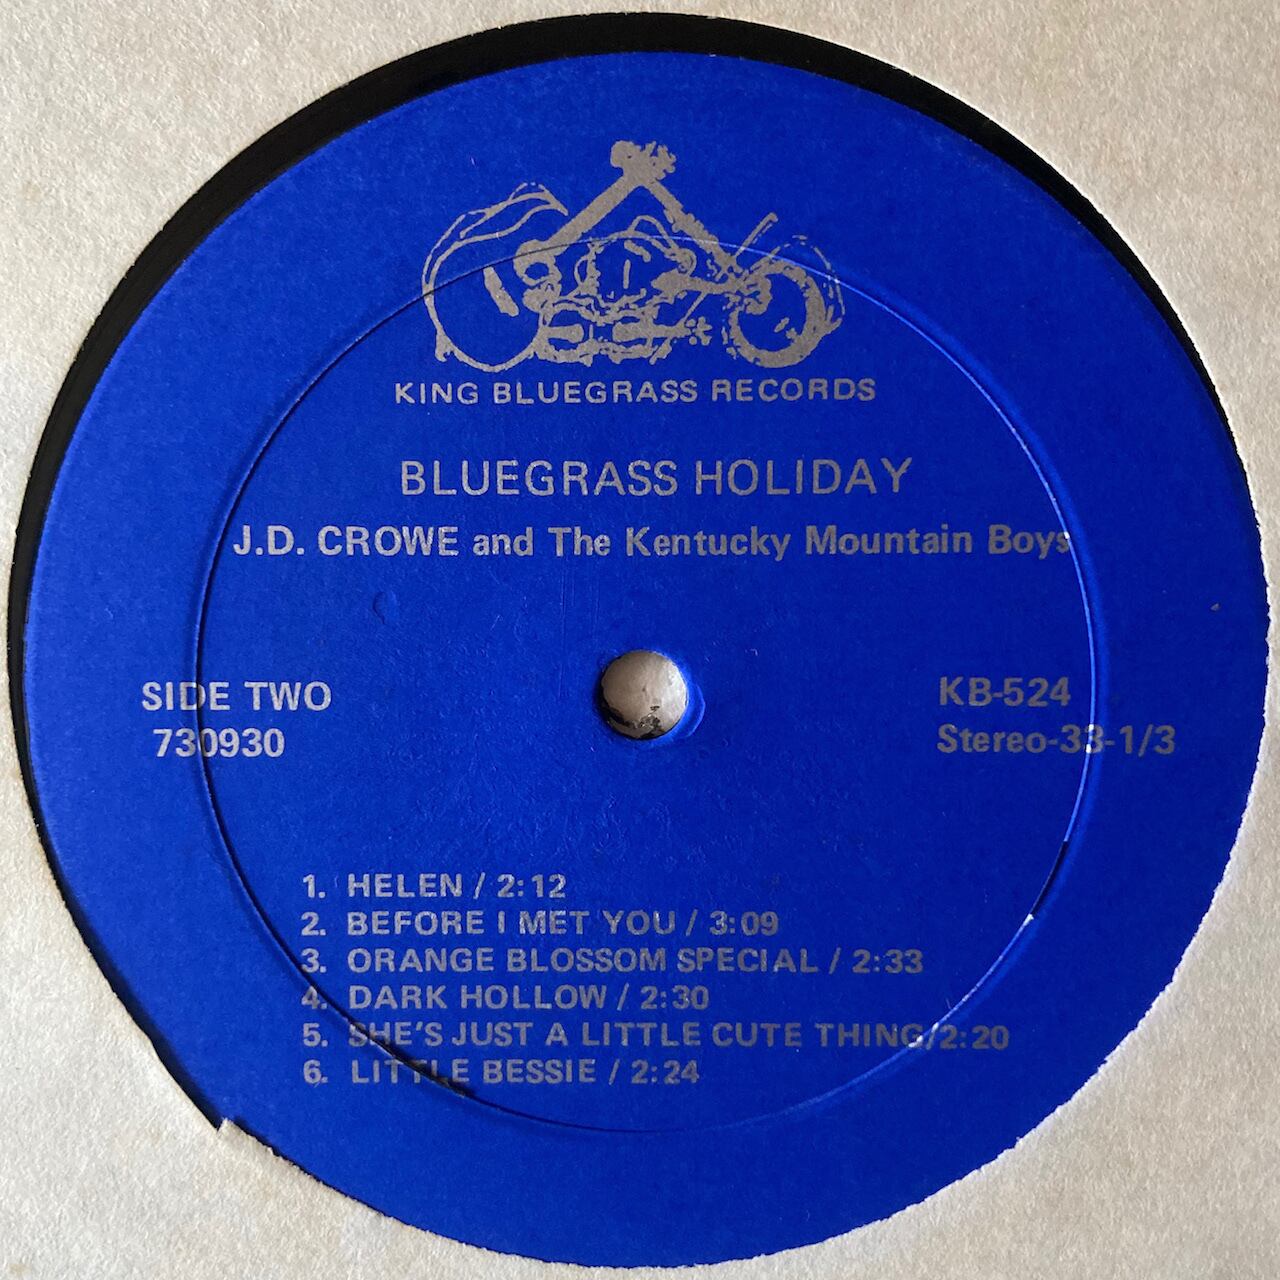 KING BLUEGRASS RECORDS
BLUEGRASS HOLIDAY
J.D. CROWE and The Kentucky Mountain Boys
SIDE TWO
730930
KB-524
Stereo-33-1/3
1. HELEN / 2:12
2. BEFORE I MET YOU / 3:09
3. ORANGE BLOSSOM SPECIAL / 2:33
4. DARK HOLLOW / 2:30
5. SHE'S JUST A LITTLE CUTE THING/2:20
6. LITTLE BESSIE / 2:24